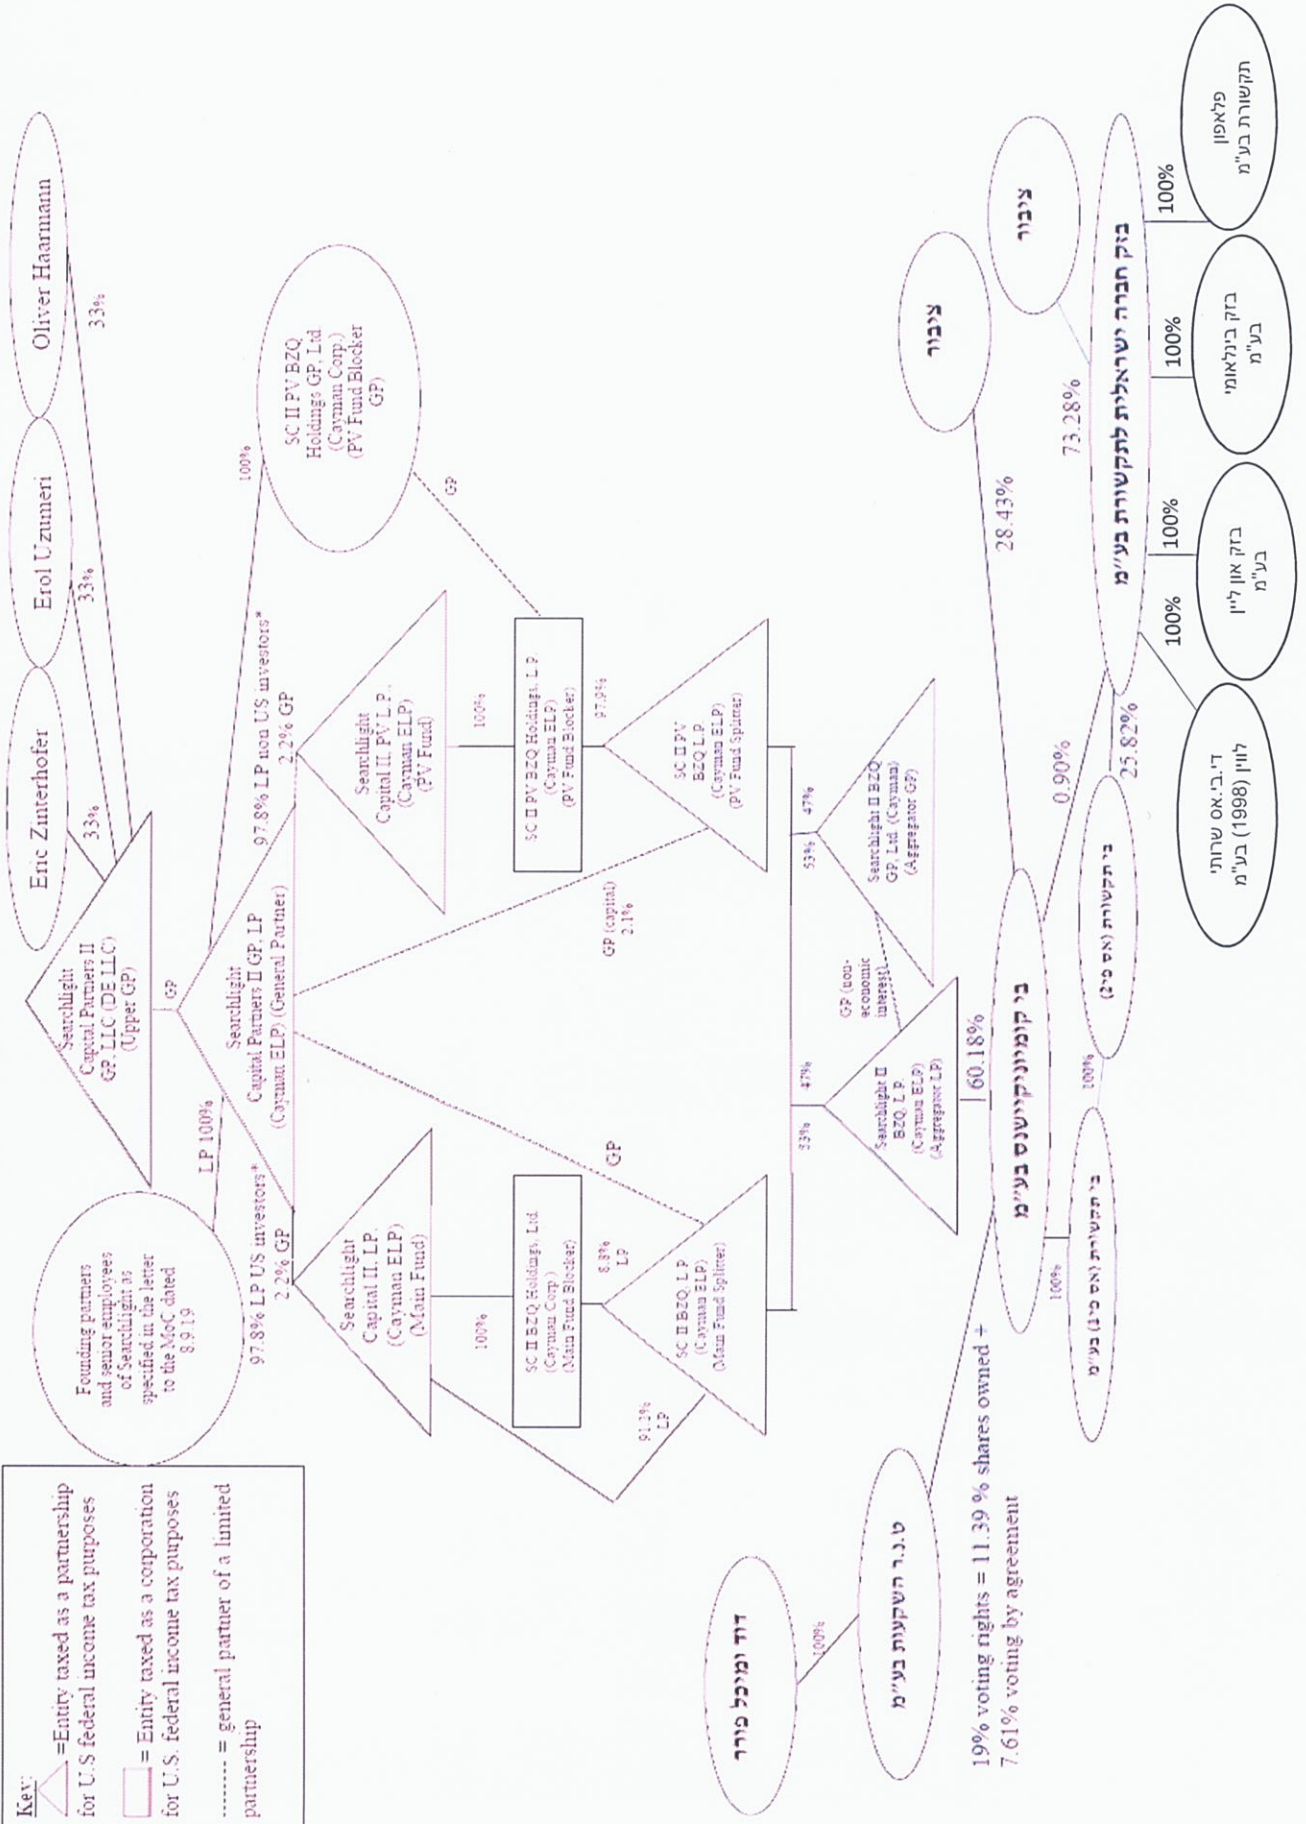 Key:
=Entity taxed as a partnership
for U.S federal income tax purposes
= Entity taxed as a corporation
for U.S. federal income tax purposes
------- = general partner of a limited
partnership
Founding partners
and senior employees
of Searchlight as
specified in the letter
to the MoC dated
8.9.19
Eric Zinterhofer
Erol Uzumeri
Oliver Haarmann
33%
33%
33%
Searchlight
Capital Partners II
GP, LLC (DE LLC)
(Upper GP)
GP
LP 100%
Searchlight
Capital Partners II GP, LP
(Cayman ELP) (General Partner)
100%
97.8% LP US investors*
2.2% GP
97.8% LP non US investors*
2.2% GP
SC II PV BZQ
Holdings GP, Ltd
(Cayman Corp.)
(PV Fund Blocker
GP)
GP
Searchlight
Capital II, LP.
(Cayman ELP)
(Main Fund)
Searchlight
Capital II, PV L.P.,
(Cayman ELP)
(PV Fund)
100%
100%
SC II BZQ Holdings, Ltd.
(Cayman Corp.)
(Main Fund Blocker)
SC II PV BZQ Holdings, L.P.
(Cayman ELP)
(PV Fund Blocker)
91.2%
LP
8.8%
LP
GP
GP (capital)
2.1%
97.9%
SC II BZQ, L.P
(Cayman ELP)
(Main Fund Splitter)
SC II PV
BZQ L.P.
(Cayman ELP)
(PV Fund Splitter)
53%
47%
53%
47%
Searchlight II
BZQ, L.P
(Cayman ELP)
(Aggregator LP)
GP (non-
economic
interest)
Searchlight II BZQ
GP, Ltd. (Cayman)
(Aggregator GP)
דוד ומיכל פורר
100%
ט.נ.ר השקעות בע״מ
19% voting rights = 11.39 % shares owned +
7.61% voting by agreement
60.18%
ציבור
28.43%
בי קומיוניקיישנס בע״מ
100%
בי תקשורת (אס פי1) בע״מ
100%
בי תקשורת (אס פי2)
0.90%
25.82%
ציבור
73.28%
בזק חברה ישראלית לתקשורת בע״מ
100%
100%
100%
100%
די.בי.אס שרותי
לוויין (1998) בע"מ
בזק און ליין
בע"מ
בזק בינלאומי
בע"מ
פלאפון
תקשורת בע"מ